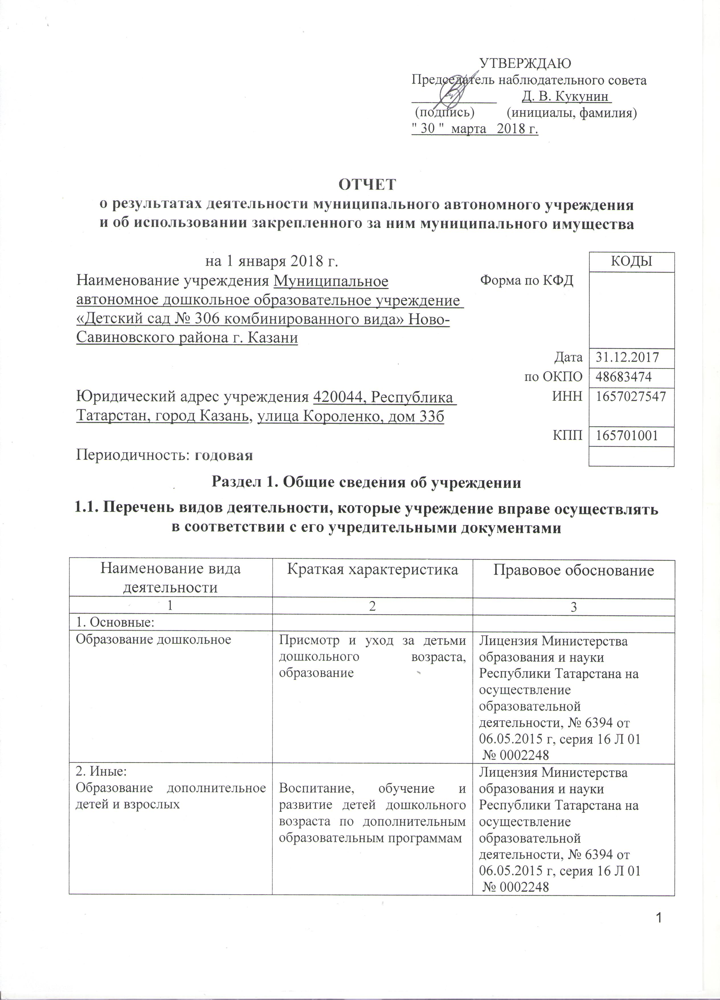 УТВЕРЖДАЮ
Председатель наблюдательного совета
Д. В. Кукунин
(подпись) (инициалы, фамилия)
" 30 " марта 2018 г.
ОТЧЕТ
о результатах деятельности муниципального автономного учреждения
и об использовании закрепленного за ним муниципального имущества
на 1 января 2018 г.
КОДЫ
Наименование учреждения Муниципальное
автономное дошкольное образовательное учреждение
«Детский сад № 306 комбинированного вида» Ново-
Савиновского района г. Казани
Форма по КФД
Дата 31.12.2017
по ОКПО 48683474
Юридический адрес учреждения 420044, Республика
Татарстан, город Казань, улица Короленко, дом 33б
ИНН 1657027547
КПП 165701001
Периодичность: годовая
Раздел 1. Общие сведения об учреждении
1.1. Перечень видов деятельности, которые учреждение вправе осуществлять
в соответствии с его учредительными документами
Наименование вида
деятельности
Краткая характеристика
Правовое обоснование
1
2
3
1. Основные:
Образование дошкольное
Присмотр и уход за детьми
дошкольного возраста,
образование
Лицензия Министерства
образования и науки
Республики Татарстана на
осуществление
образовательной
деятельности, № 6394 от
06.05.2015 г, серия 16 Л 01
№ 0002248
2. Иные:
Образование дополнительное
детей и взрослых
Воспитание, обучение и
развитие детей дошкольного
возраста по дополнительным
образовательным программам
Лицензия Министерства
образования и науки
Республики Татарстана на
осуществление
образовательной
деятельности, № 6394 от
06.05.2015 г, серия 16 Л 01
№ 0002248
1